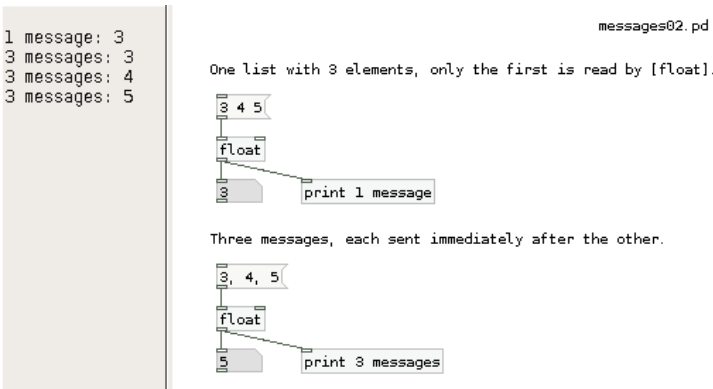 1 message: 3
3 messages: 3
3 messages: 4
3 messages: 5
messages02.pd
One list with 3 elements, only the first is read by [float].
3 4 5
float
3
print 1 message
Three messages, each sent immediately after the other.
3, 4, 5
float
5
print 3 messages